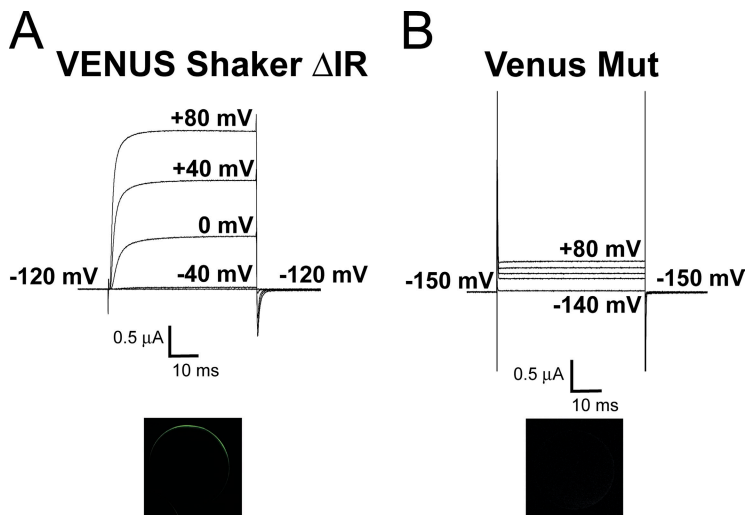 A
VENUS Shaker ΔIR
+80 mV
+40 mV
0 mV
-120 mV
-40 mV
-120 mV
0.5 μA
10 ms
B
Venus Mut
+80 mV
-150 mV
-150 mV
-140 mV
0.5 μA
10 ms